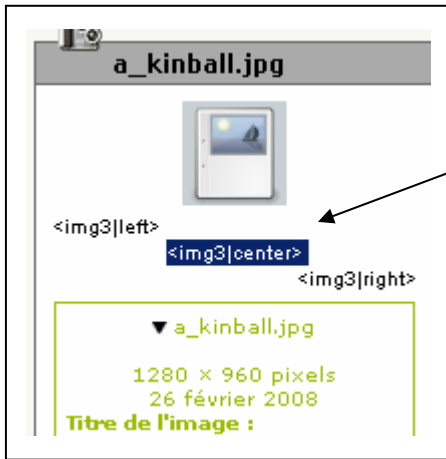 a_kinball.jpg
<img3|left>
<img3|center>
<img3|right>
▼ a_kinball.jpg
1280 × 960 pixels
26 février 2008
Titre de l'image :